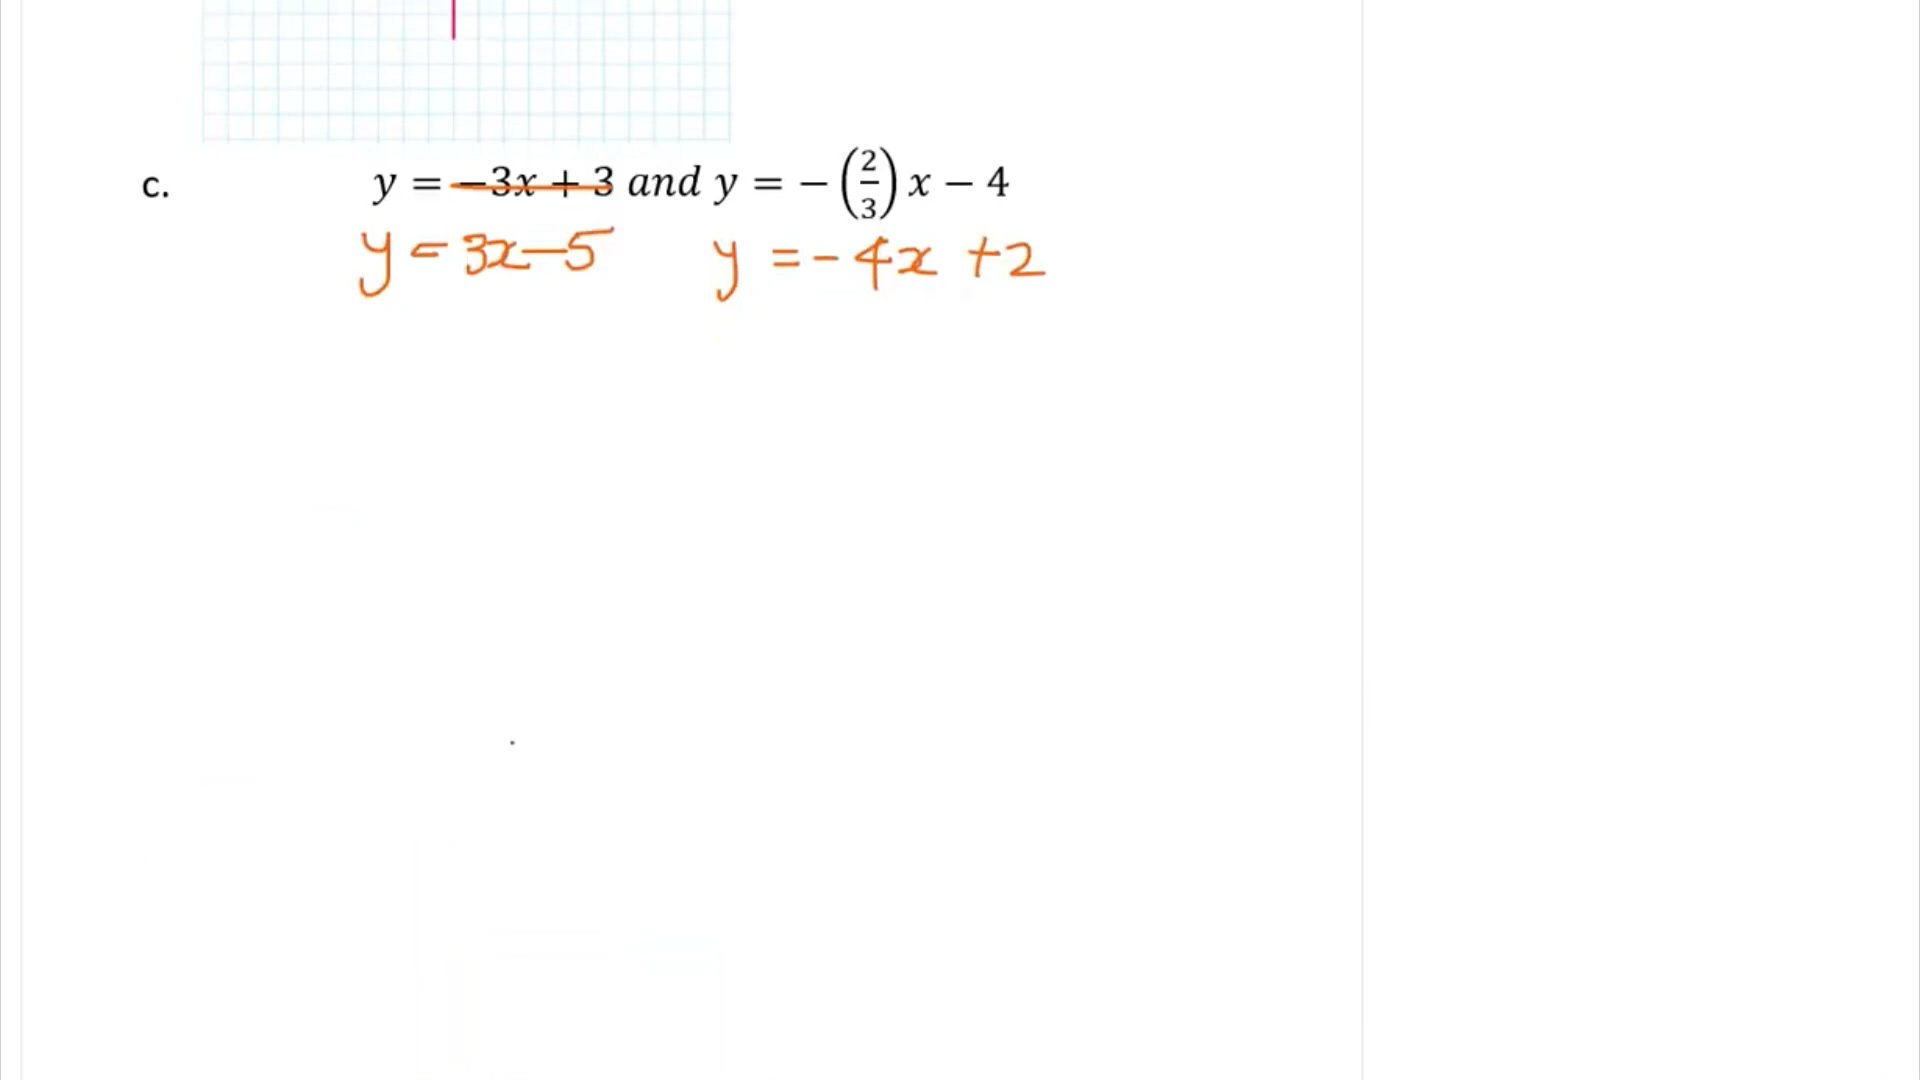 c. y = −3x + 3 and y = −(2/3)x − 4
y = 3x − 5 y = − 4x + 2